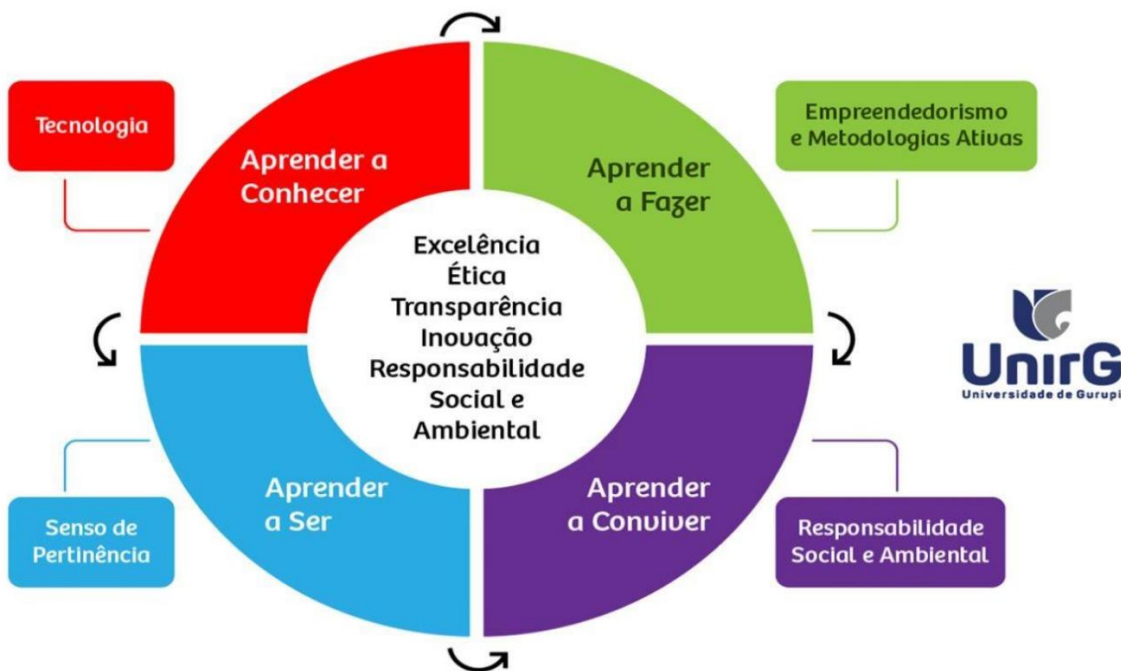 Tecnologia
Aprender a
Conhecer
Aprender
a Fazer
Empreendedorismo
e Metodologias Ativas
Excelência
Ética
Transparência
Inovação
Responsabilidade
Social e
Ambiental
UnirG
Universidade de Gurupi
Senso de
Pertinência
Aprender
a Ser
Aprender
a Conviver
Responsabilidade
Social e Ambiental